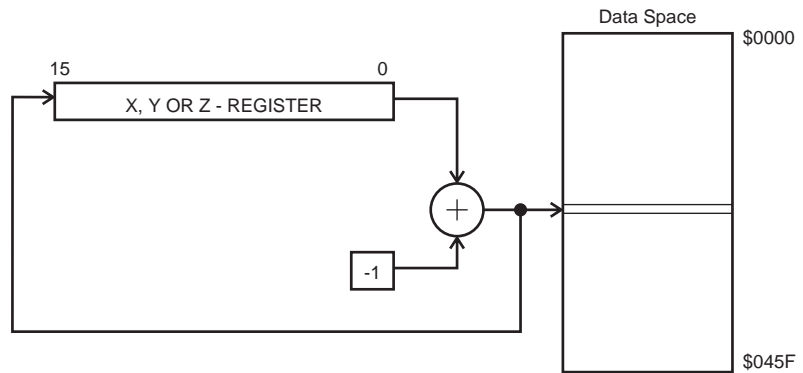 Data Space
$0000
15 0
X, Y OR Z - REGISTER
+
-1
$045F